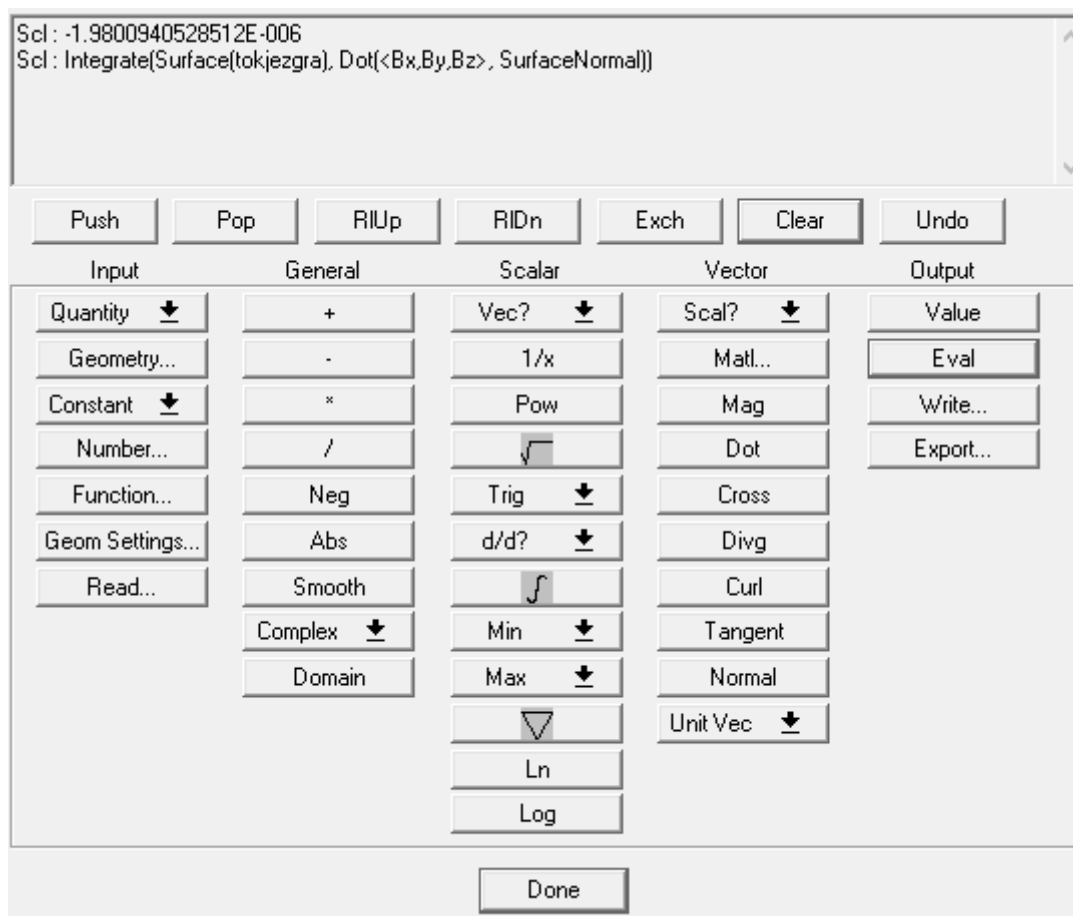 Scl : -1.9800940528512E-006
Scl : Integrate(Surface(tokjezgra), Dot(<Bx,By,Bz>, SurfaceNormal))
Push Pop RlUp RlDn Exch Clear Undo
Input General Scalar Vector Output
Quantity + Vec? Scal? Value
Geometry... - 1/x Matl... Eval
Constant * Pow Mag Write...
Number... / √ Dot Export...
Function... Neg Trig Cross
Geom Settings... Abs d/d? Divg
Read... Smooth ∫ Curl
Complex Min Tangent
Domain Max Normal
▽ Unit Vec
Ln
Log
Done